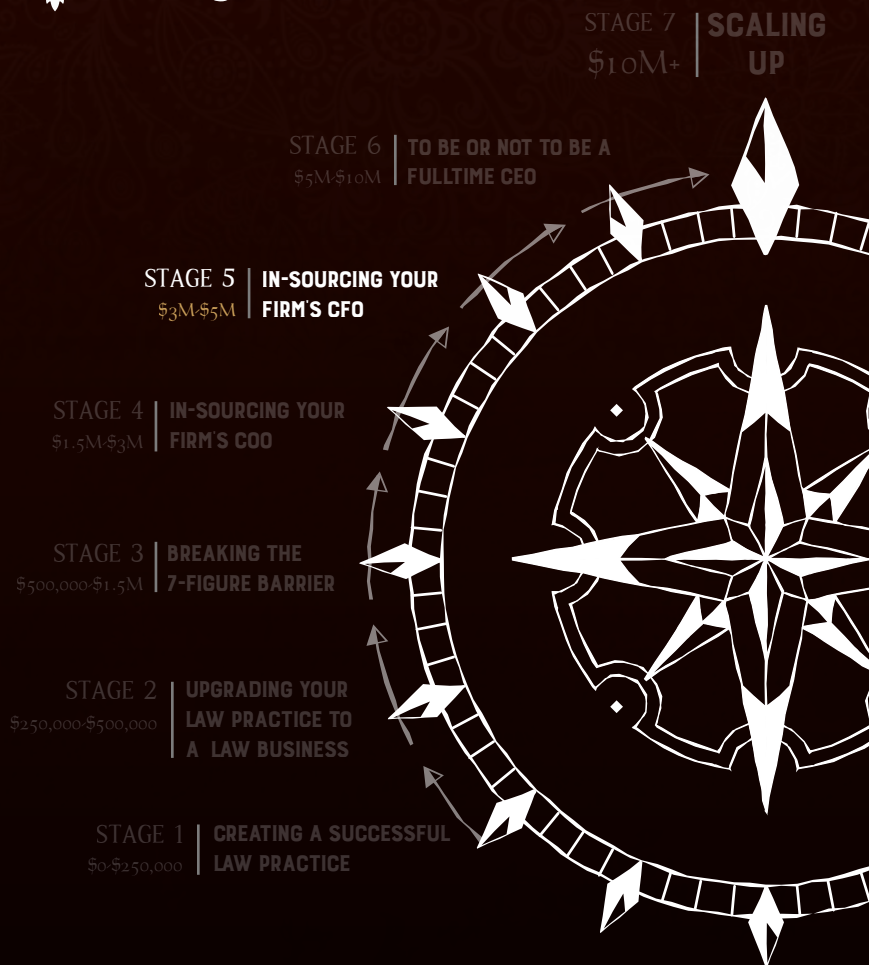 STAGE 7
$10M+
SCALING
UP
STAGE 6
$5M-$10M
TO BE OR NOT TO BE A
FULLTIME CEO
STAGE 5
$3M-$5M
IN-SOURCING YOUR
FIRM'S CFO
STAGE 4
$1.5M-$3M
IN-SOURCING YOUR
FIRM'S COO
STAGE 3
$500,000-$1.5M
BREAKING THE
7-FIGURE BARRIER
STAGE 2
$250,000-$500,000
UPGRADING YOUR
LAW PRACTICE TO
A LAW BUSINESS
STAGE 1
$0-$250,000
CREATING A SUCCESSFUL
LAW PRACTICE